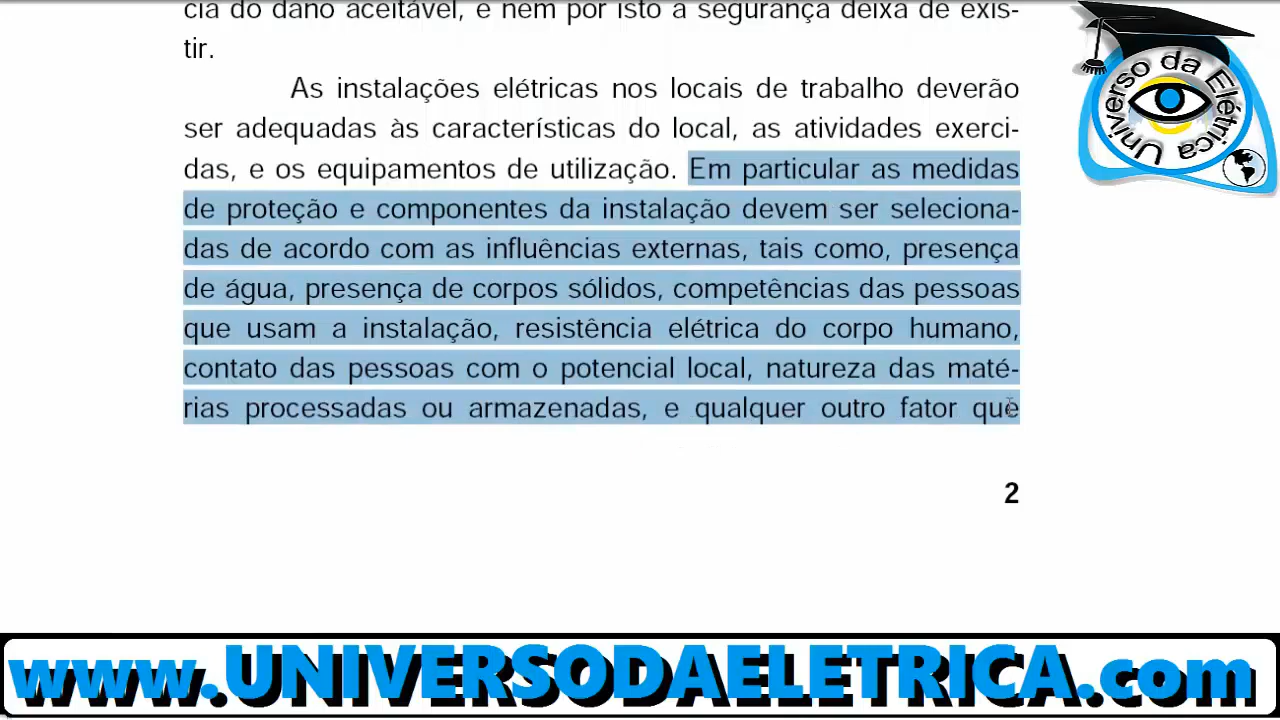 cia do dano aceitável, e nem por isto a segurança deixa de exis-
tir.
As instalações elétricas nos locais de trabalho deverão
ser adequadas às características do local, as atividades exerci-
das, e os equipamentos de utilização. Em particular as medidas
de proteção e componentes da instalação devem ser seleciona-
das de acordo com as influências externas, tais como, presença
de água, presença de corpos sólidos, competências das pessoas
que usam a instalação, resistência elétrica do corpo humano,
contato das pessoas com o potencial local, natureza das maté-
rias processadas ou armazenadas, e qualquer outro fator que
2
Universo da Elétrica
www.UNIVERSODAELETRICA.com